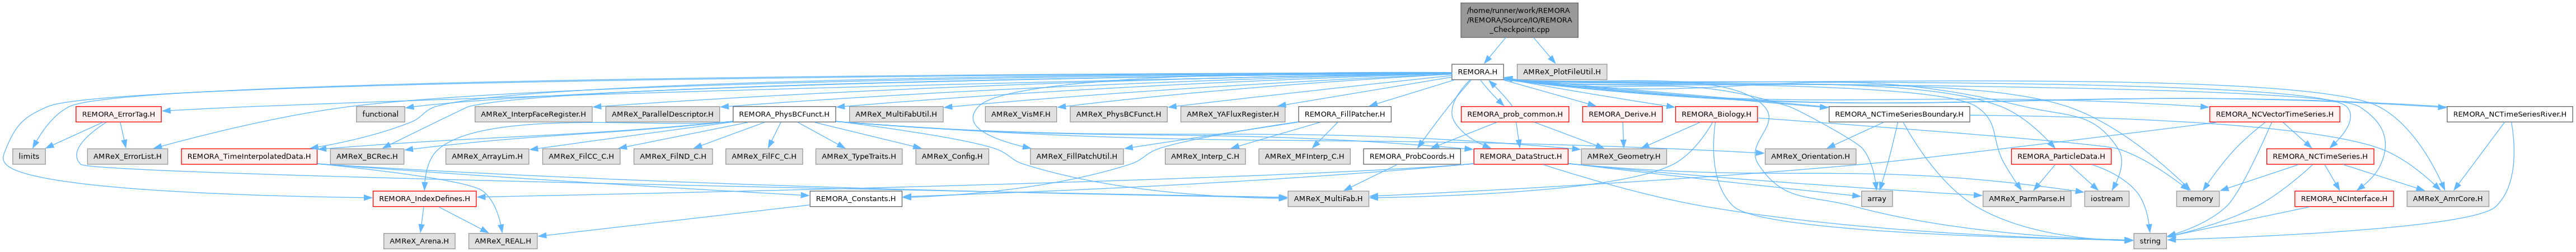 /home/runner/work/REMORA
/REMORA/Source/IO/REMORA
_Checkpoint.cpp
REMORA.H
AMReX_PlotFileUtil.H
REMORA_ErrorTag.H
functional
AMReX_InterpFaceRegister.H
AMReX_ParallelDescriptor.H
REMORA_PhysBCFunct.H
AMReX_MultiFabUtil.H
AMReX_VisMF.H
AMReX_PhysBCFunct.H
AMReX_YAFluxRegister.H
REMORA_FillPatcher.H
REMORA_prob_common.H
REMORA_Derive.H
REMORA_Biology.H
REMORA_NCTimeSeriesBoundary.H
REMORA_NCVectorTimeSeries.H
REMORA_NCTimeSeriesRiver.H
limits
AMReX_ErrorList.H
REMORA_TimeInterpolatedData.H
AMReX_BCRec.H
AMReX_ArrayLim.H
AMReX_FilCC_C.H
AMReX_FilND_C.H
AMReX_FilFC_C.H
AMReX_TypeTraits.H
AMReX_Config.H
AMReX_FillPatchUtil.H
AMReX_Interp_C.H
AMReX_MFInterp_C.H
REMORA_ProbCoords.H
REMORA_DataStruct.H
AMReX_Geometry.H
AMReX_Orientation.H
REMORA_ParticleData.H
REMORA_NCTimeSeries.H
REMORA_IndexDefines.H
REMORA_Constants.H
AMReX_MultiFab.H
array
AMReX_ParmParse.H
iostream
memory
REMORA_NCInterface.H
AMReX_AmrCore.H
AMReX_Arena.H
AMReX_REAL.H
string